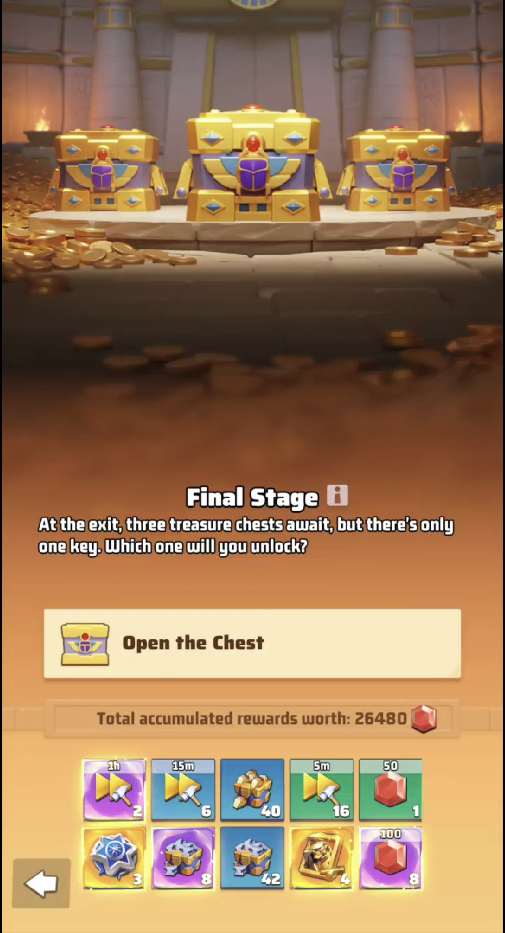 Final Stage i
At the exit, three treasure chests await, but there's only
one key. Which one will you unlock?
Open the Chest
Total accumulated rewards worth: 26480
1h 15m 5m 50
2 6 40 16 1
100
3 8 42 4 8